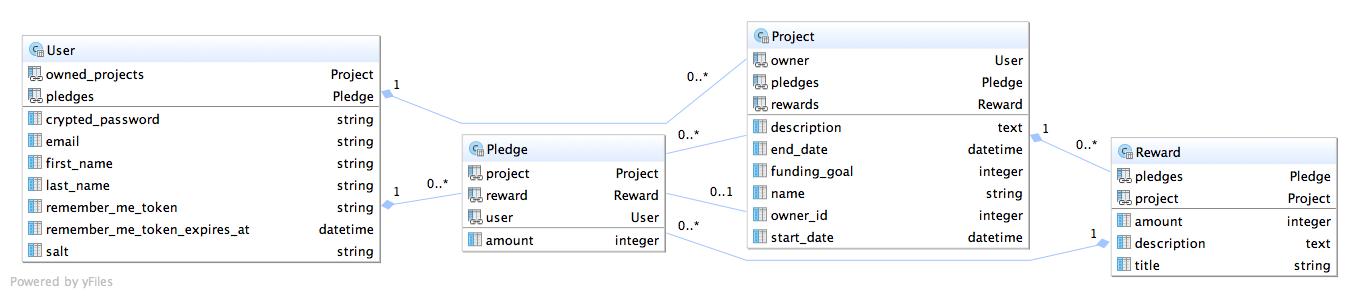 User
owned_projects Project
pledges Pledge
crypted_password string
email string
first_name string
last_name string
remember_me_token string
remember_me_token_expires_at datetime
salt string
1
0..*
1
0..*
Pledge
project Project
reward Reward
user User
amount integer
0..*
0..1
0..*
Project
owner User
pledges Pledge
rewards Reward
description text
end_date datetime
funding_goal integer
name string
owner_id integer
start_date datetime
1
0..*
1
Reward
pledges Pledge
project Project
amount integer
description text
title string
Powered by yFiles